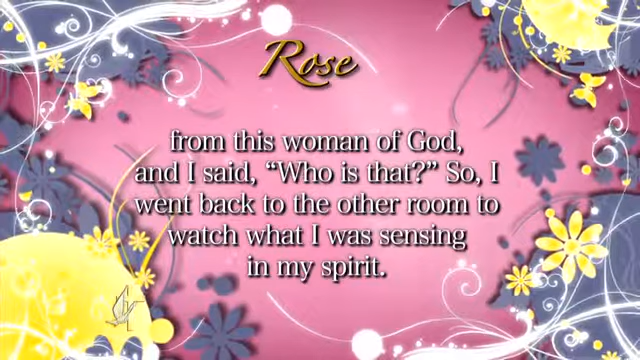 Rose
from this woman of God,
and I said, “Who is that?” So, I
went back to the other room to
watch what I was sensing
in my spirit.